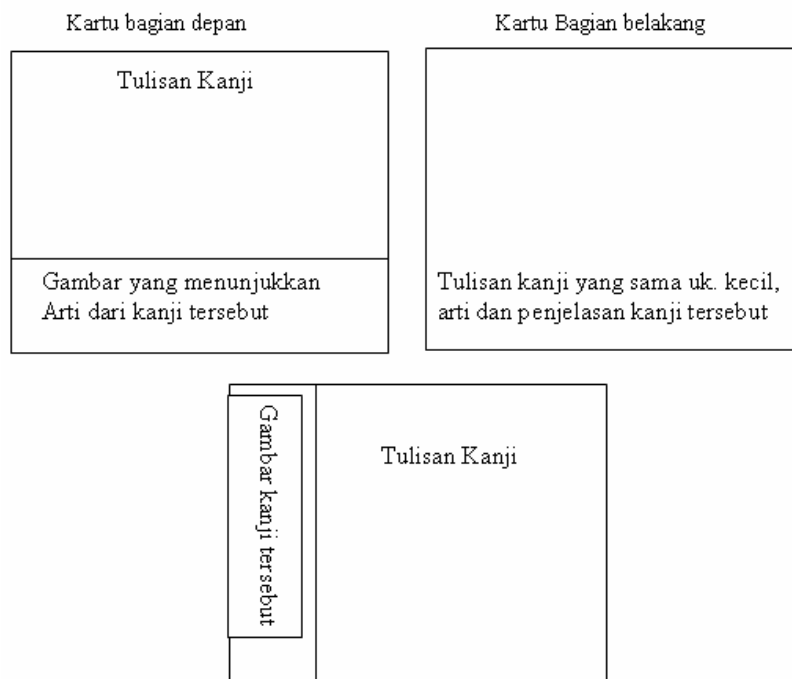 Kartu bagian depan
Kartu Bagian belakang
Tulisan Kanji
Gambar yang menunjukkan
Arti dari kanji tersebut
Tulisan kanji yang sama uk. kecil,
arti dan penjelasan kanji tersebut
Gambar kanji tersebut
Tulisan Kanji